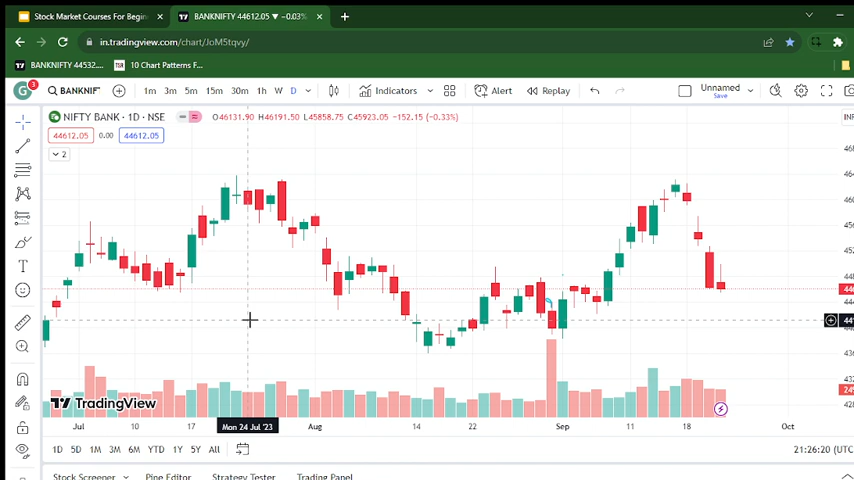 Stock Market Courses For Begin
BANKNIFTY 44612.05 ▼ −0.03%
in.tradingview.com/chart/JoM5tqvy/
BANKNIFTY 44532....
TSR 10 Chart Patterns F...
G 3 BANKNIF 1m 3m 5m 15m 30m 1h W D Indicators Alert Replay Unnamed
Save
NIFTY BANK · 1D · NSE O46131.90 H46191.50 L45858.75 C45923.05 −152.15 (−0.33%)
44612.05 0.00 44612.05
2
TradingView
Jul 10 17 Mon 24 Jul '23 Aug 14 22 Sep 11 18 Oct
1D 5D 1M 3M 6M YTD 1Y 5Y All 21:26:20 (UTC
Stock Screener Pine Editor Strategy Tester Trading Panel